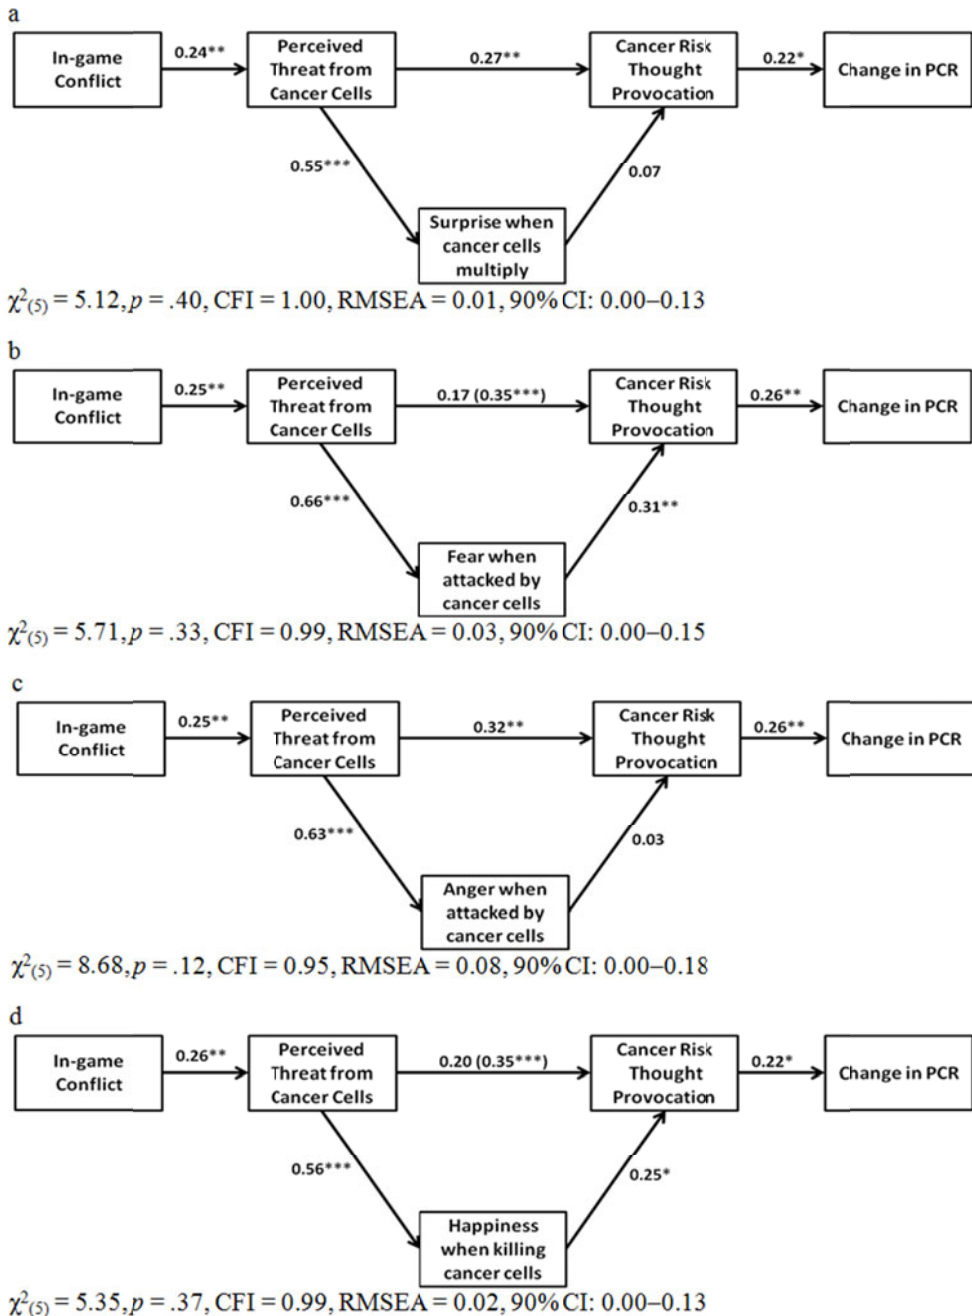 a
In-game
Conflict
0.24**
Perceived
Threat from
Cancer Cells
0.27**
Cancer Risk
Thought
Provocation
0.22*
Change in PCR
0.55***
0.07
Surprise when
cancer cells
multiply
χ²(5) = 5.12, p = .40, CFI = 1.00, RMSEA = 0.01, 90% CI: 0.00–0.13
b
In-game
Conflict
0.25**
Perceived
Threat from
Cancer Cells
0.17 (0.35***)
Cancer Risk
Thought
Provocation
0.26**
Change in PCR
0.66***
0.31**
Fear when
attacked by
cancer cells
χ²(5) = 5.71, p = .33, CFI = 0.99, RMSEA = 0.03, 90% CI: 0.00–0.15
c
In-game
Conflict
0.25**
Perceived
Threat from
Cancer Cells
0.32**
Cancer Risk
Thought
Provocation
0.26**
Change in PCR
0.63***
0.03
Anger when
attacked by
cancer cells
χ²(5) = 8.68, p = .12, CFI = 0.95, RMSEA = 0.08, 90% CI: 0.00–0.18
d
In-game
Conflict
0.26**
Perceived
Threat from
Cancer Cells
0.20 (0.35***)
Cancer Risk
Thought
Provocation
0.22*
Change in PCR
0.56***
0.25*
Happiness
when killing
cancer cells
χ²(5) = 5.35, p = .37, CFI = 0.99, RMSEA = 0.02, 90% CI: 0.00–0.13